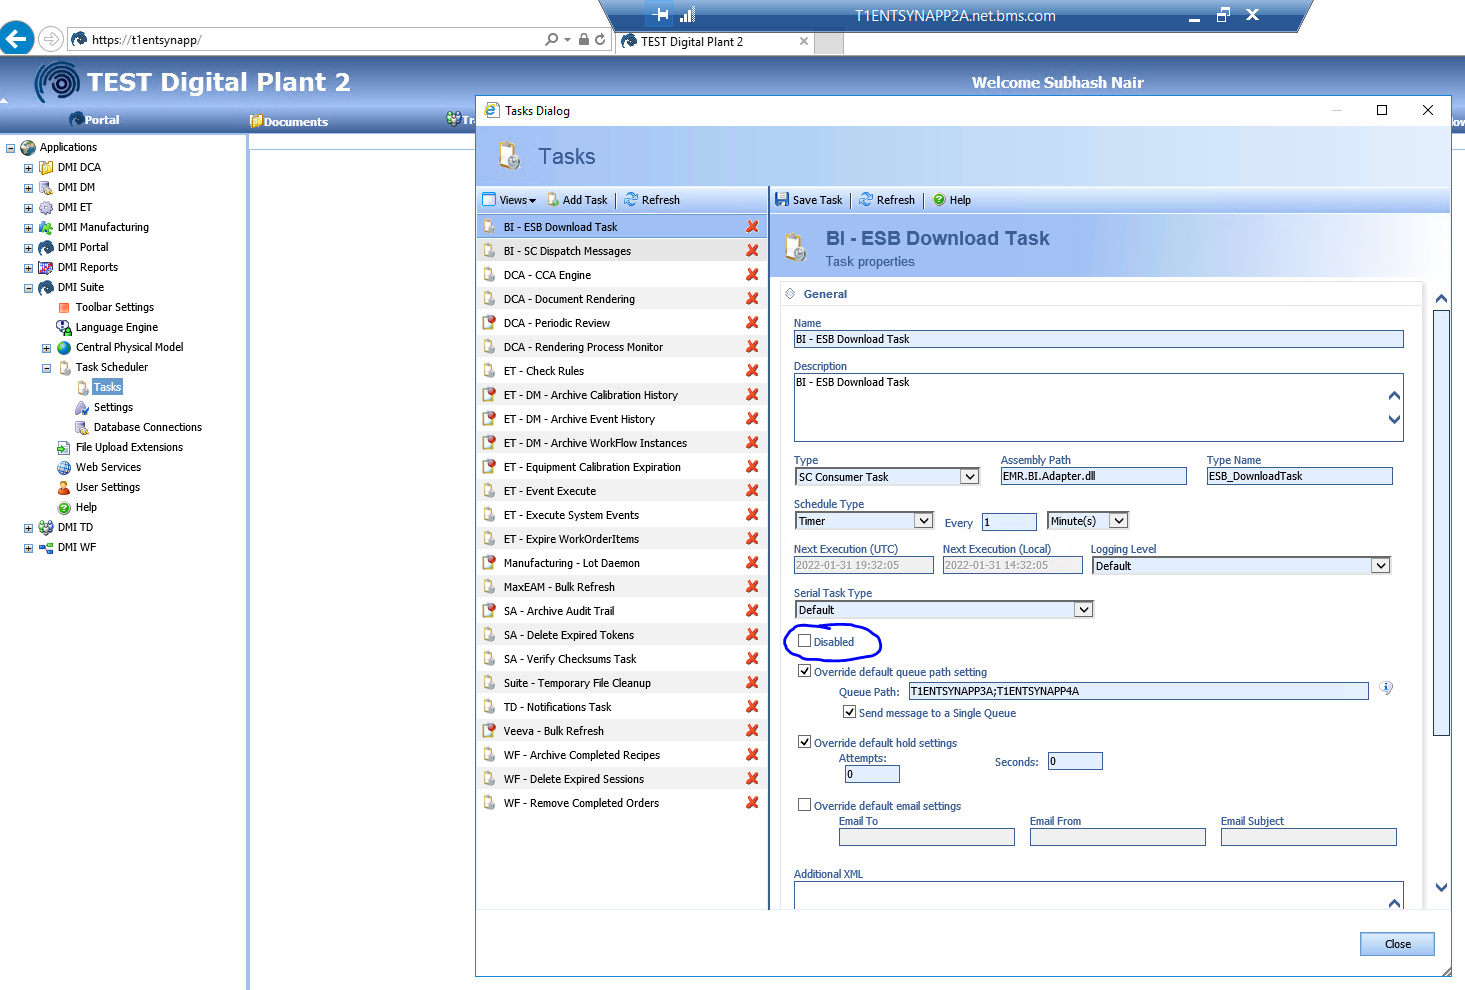 T1ENTSYNAPP2A.net.bms.com
https://t1entsynapp/
TEST Digital Plant 2
TEST Digital Plant 2
Welcome Subhash Nair
Portal
Documents
Applications
DMI DCA
DMI DM
DMI ET
DMI Manufacturing
DMI Portal
DMI Reports
DMI Suite
Toolbar Settings
Language Engine
Central Physical Model
Task Scheduler
Tasks
Settings
Database Connections
File Upload Extensions
Web Services
User Settings
Help
DMI TD
DMI WF
Tasks Dialog
Tasks
Views Add Task Refresh
BI - ESB Download Task
BI - SC Dispatch Messages
DCA - CCA Engine
DCA - Document Rendering
DCA - Periodic Review
DCA - Rendering Process Monitor
ET - Check Rules
ET - DM - Archive Calibration History
ET - DM - Archive Event History
ET - DM - Archive WorkFlow Instances
ET - Equipment Calibration Expiration
ET - Event Execute
ET - Execute System Events
ET - Expire WorkOrderItems
Manufacturing - Lot Daemon
MaxEAM - Bulk Refresh
SA - Archive Audit Trail
SA - Delete Expired Tokens
SA - Verify Checksums Task
Suite - Temporary File Cleanup
TD - Notifications Task
Veeva - Bulk Refresh
WF - Archive Completed Recipes
WF - Delete Expired Sessions
WF - Remove Completed Orders
Save Task Refresh Help
BI - ESB Download Task
Task properties
General
Name
BI - ESB Download Task
Description
BI - ESB Download Task
Type Assembly Path Type Name
SC Consumer Task EMR.BI.Adapter.dll ESB_DownloadTask
Schedule Type
Timer Every 1 Minute(s)
Next Execution (UTC) Next Execution (Local) Logging Level
2022-01-31 19:32:05 2022-01-31 14:32:05 Default
Serial Task Type
Default
Disabled
Override default queue path setting
Queue Path: T1ENTSYNAPP3A;T1ENTSYNAPP4A
Send message to a Single Queue
Override default hold settings
Attempts: Seconds: 0
0
Override default email settings
Email To Email From Email Subject
Additional XML
Close